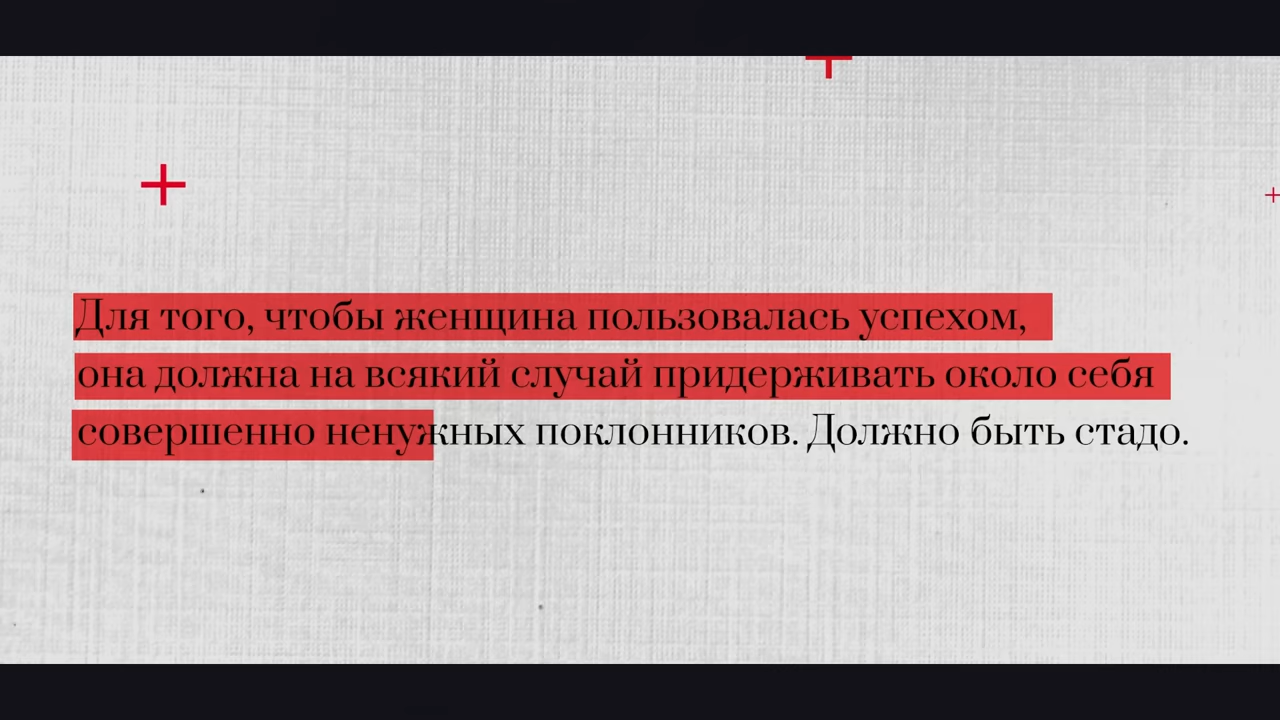 Для того, чтобы женщина пользовалась успехом,
она должна на всякий случай придерживать около себя
совершенно ненужных поклонников. Должно быть стадо.